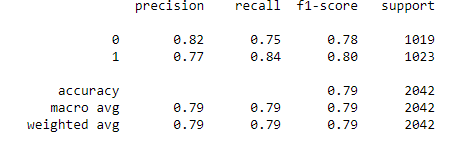 precision recall f1-score support
0 0.82 0.75 0.78 1019
1 0.77 0.84 0.80 1023
accuracy 0.79 2042
macro avg 0.79 0.79 0.79 2042
weighted avg 0.79 0.79 0.79 2042